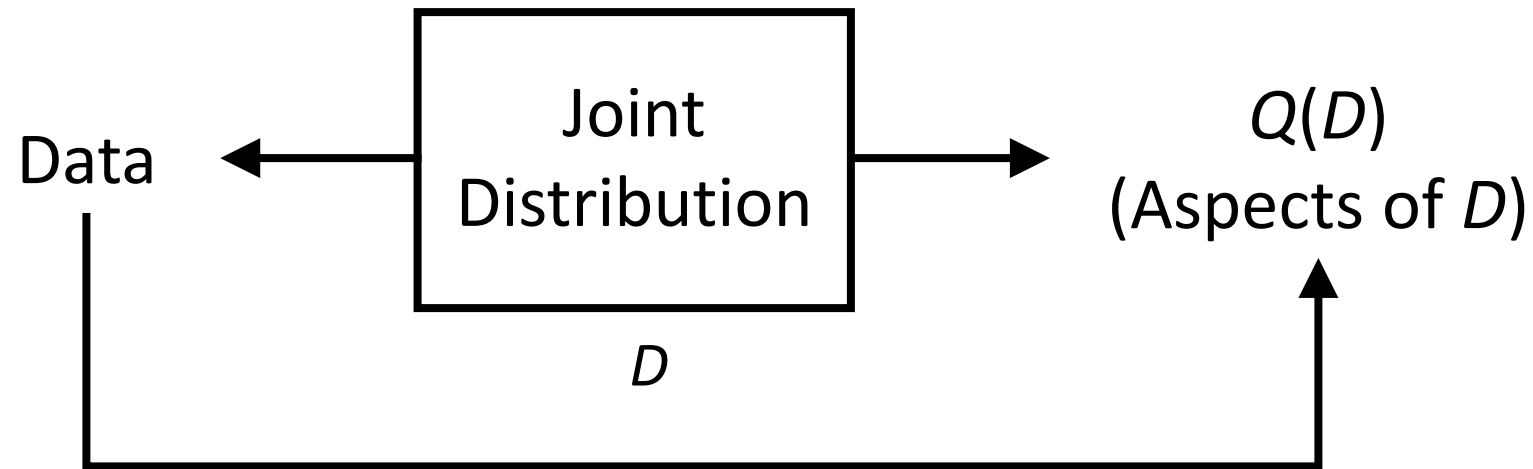 Data
Joint
Distribution
D
Q(D)
(Aspects of D)